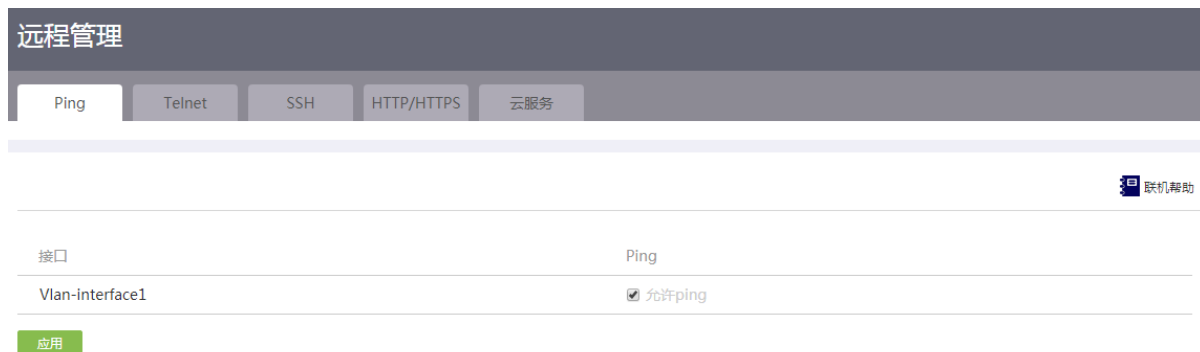 远程管理
Ping Telnet SSH HTTP/HTTPS 云服务
联机帮助
接口 Ping
Vlan-interface1 允许ping
应用